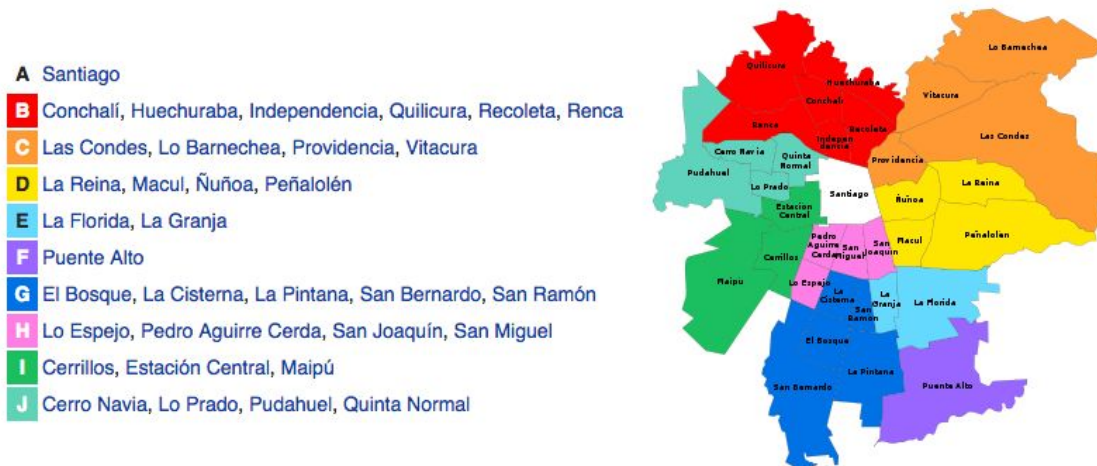 A Santiago
B Conchalí, Huechuraba, Independencia, Quilicura, Recoleta, Renca
C Las Condes, Lo Barnechea, Providencia, Vitacura
D La Reina, Macul, Ñuñoa, Peñalolén
E La Florida, La Granja
F Puente Alto
G El Bosque, La Cisterna, La Pintana, San Bernardo, San Ramón
H Lo Espejo, Pedro Aguirre Cerda, San Joaquín, San Miguel
I Cerrillos, Estación Central, Maipú
J Cerro Navia, Lo Prado, Pudahuel, Quinta Normal
Lo Barnechea
Quilicura
Huechuraba
Vitacura
Conchalí
Renca
Recoleta
Las Condes
Indepen
dencia
Cerro Navia
Quinta
Normal
Providencia
Pudahuel
La Reina
Lo Prado
Santiago
Ñuñoa
Estacion
Central
Peñalolén
Pedro
Aguirre
Cerda
San
Miguel
San
Joaquin
Macul
Cerrillos
Maipú
Lo Espejo
La
Cisterna
La
Granja
La Florida
San
Ramon
El Bosque
La Pintana
San Bernardo
Puente Alto